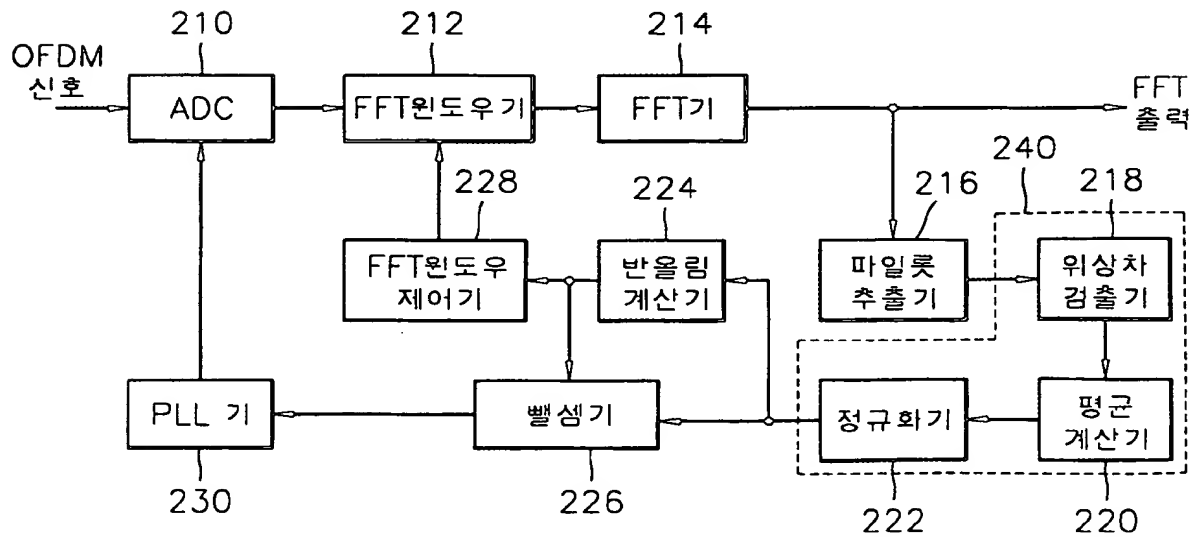 210
212
214
OFDM
신호
ADC
FFT윈도우기
FFT기
FFT
출력
240
228
224
216
218
FFT윈도우
제어기
반올림
계산기
파일롯
추출기
위상차
검출기
PLL 기
뺄셈기
정규화기
평균
계산기
230
226
222
220